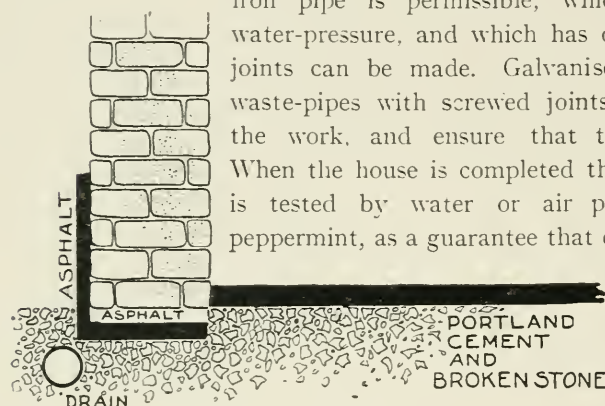 iron pipe is permissible,
water-pressure, and which has
joints can be made. Galvanise
waste-pipes with screwed joints
the work, and ensure that
When the house is completed
is tested by water or air
peppermint, as a guarantee that
ASPHALT
ASPHALT
DRAIN
PORTLAND
CEMENT
AND
BROKEN STONE